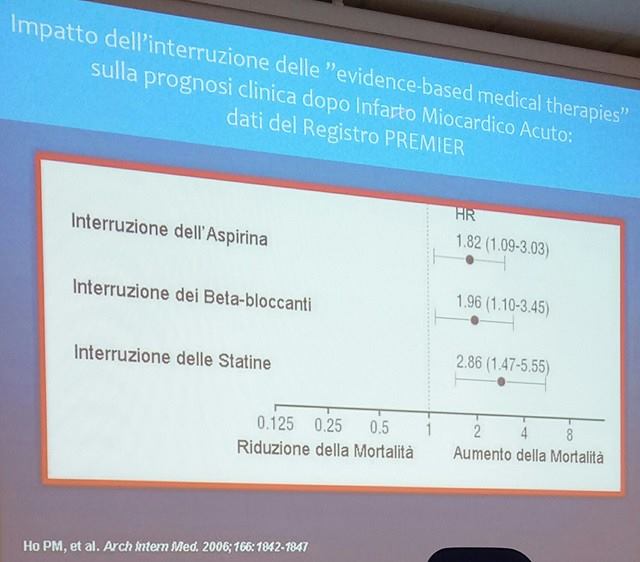 Impatto dell'interruzione delle "evidence-based medical therapies"
sulla prognosi clinica dopo Infarto Miocardico Acuto:
dati del Registro PREMIER
HR
Interruzione dell'Aspirina
1.82 (1.09-3.03)
Interruzione dei Beta-bloccanti
1.96 (1.10-3.45)
Interruzione delle Statine
2.86 (1.47-5.55)
0.125 0.25 0.5 1 2 4 8
Riduzione della Mortalità Aumento della Mortalità
Ho PM, et al. Arch Intern Med. 2006;166:1842-1847